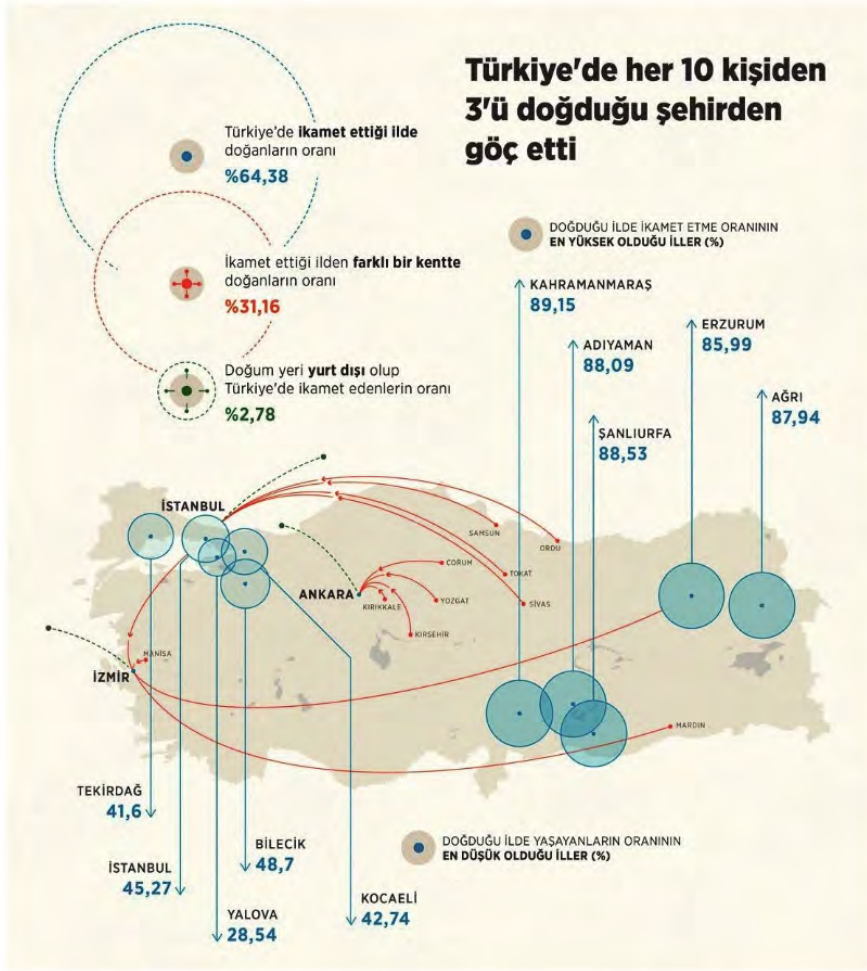 Türkiye'de her 10 kişiden
3'ü doğduğu şehirden
göç etti
Türkiye'de ikamet ettiği ilde
doğanların oranı
%64,38
İkamet ettiği ilden farklı bir kentte
doğanların oranı
%31,16
Doğum yeri yurt dışı olup
Türkiye'de ikamet edenlerin oranı
%2,78
DOĞDUĞU İLDE İKAMET ETME ORANININ
EN YÜKSEK OLDUĞU İLLER (%)
KAHRAMANMARAŞ
89,15
ADIYAMAN
88,09
ŞANLIURFA
88,53
ERZURUM
85,99
AĞRI
87,94
İSTANBUL
SAMSUN
ORDU
ÇORUM
TOKAT
ANKARA
KIRIKKALE
YOZGAT
SİVAS
KIRŞEHİR
MANİSA
İZMİR
MARDİN
TEKİRDAĞ
41,6
İSTANBUL
45,27
YALOVA
28,54
BİLECİK
48,7
KOCAELİ
42,74
DOĞDUĞU İLDE YAŞAYANLARIN ORANININ
EN DÜŞÜK OLDUĞU İLLER (%)